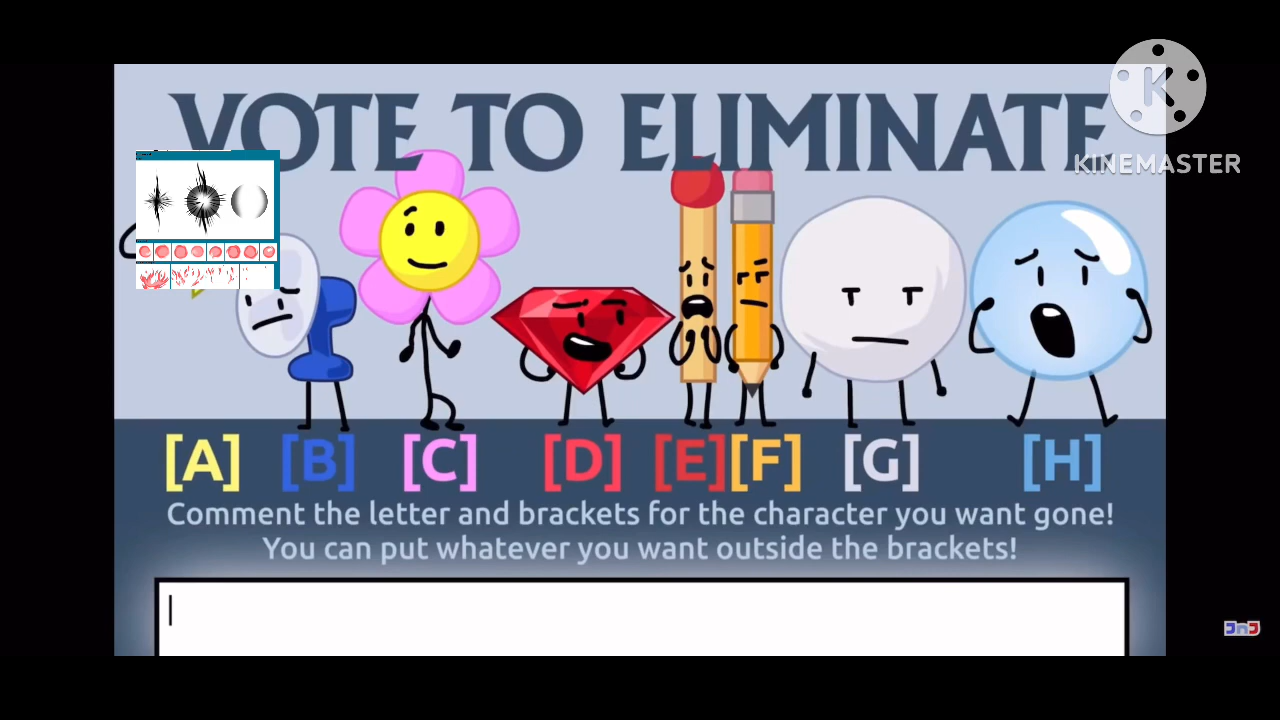 VOTE TO ELIMINATE
KINEMASTER
[A] [B] [C] [D] [E] [F] [G] [H]
Comment the letter and brackets for the character you want gone!
You can put whatever you want outside the brackets!
JnJ